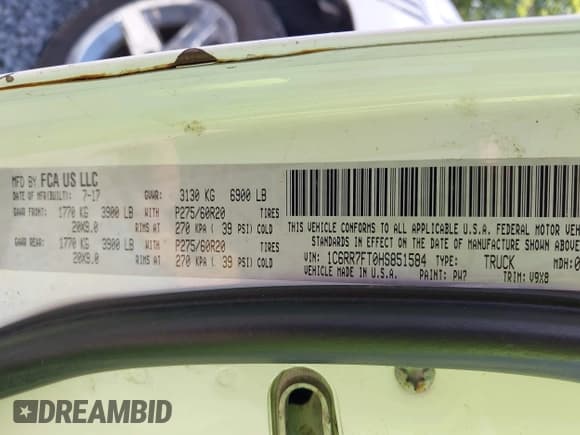 MFD BY FCA US LLC
DATE OF MFR(BUILT): 7-17 GVWR: 3130 KG 6900 LB
GAWR FRONT: 1770 KG 3900 LB WITH P275/60R20 TIRES
20X9.0 RIMS AT 270 KPA ( 39 PSI) COLD
GAWR REAR: 1770 KG 3900 LB WITH P275/60R20 TIRES
20X9.0 RIMS AT 270 KPA ( 39 PSI) COLD
THIS VEHICLE CONFORMS TO ALL APPLICABLE U.S.A. FEDERAL MOTOR
STANDARDS IN EFFECT ON THE DATE OF MANUFACTURE SHOWN
VIN: 1C6RR7FT0HS851584 TYPE: TRUCK MDH:0
VEHICLE MADE IN U.S.A. PAINT: PW7 TRIM: V9X8
DREAMBID